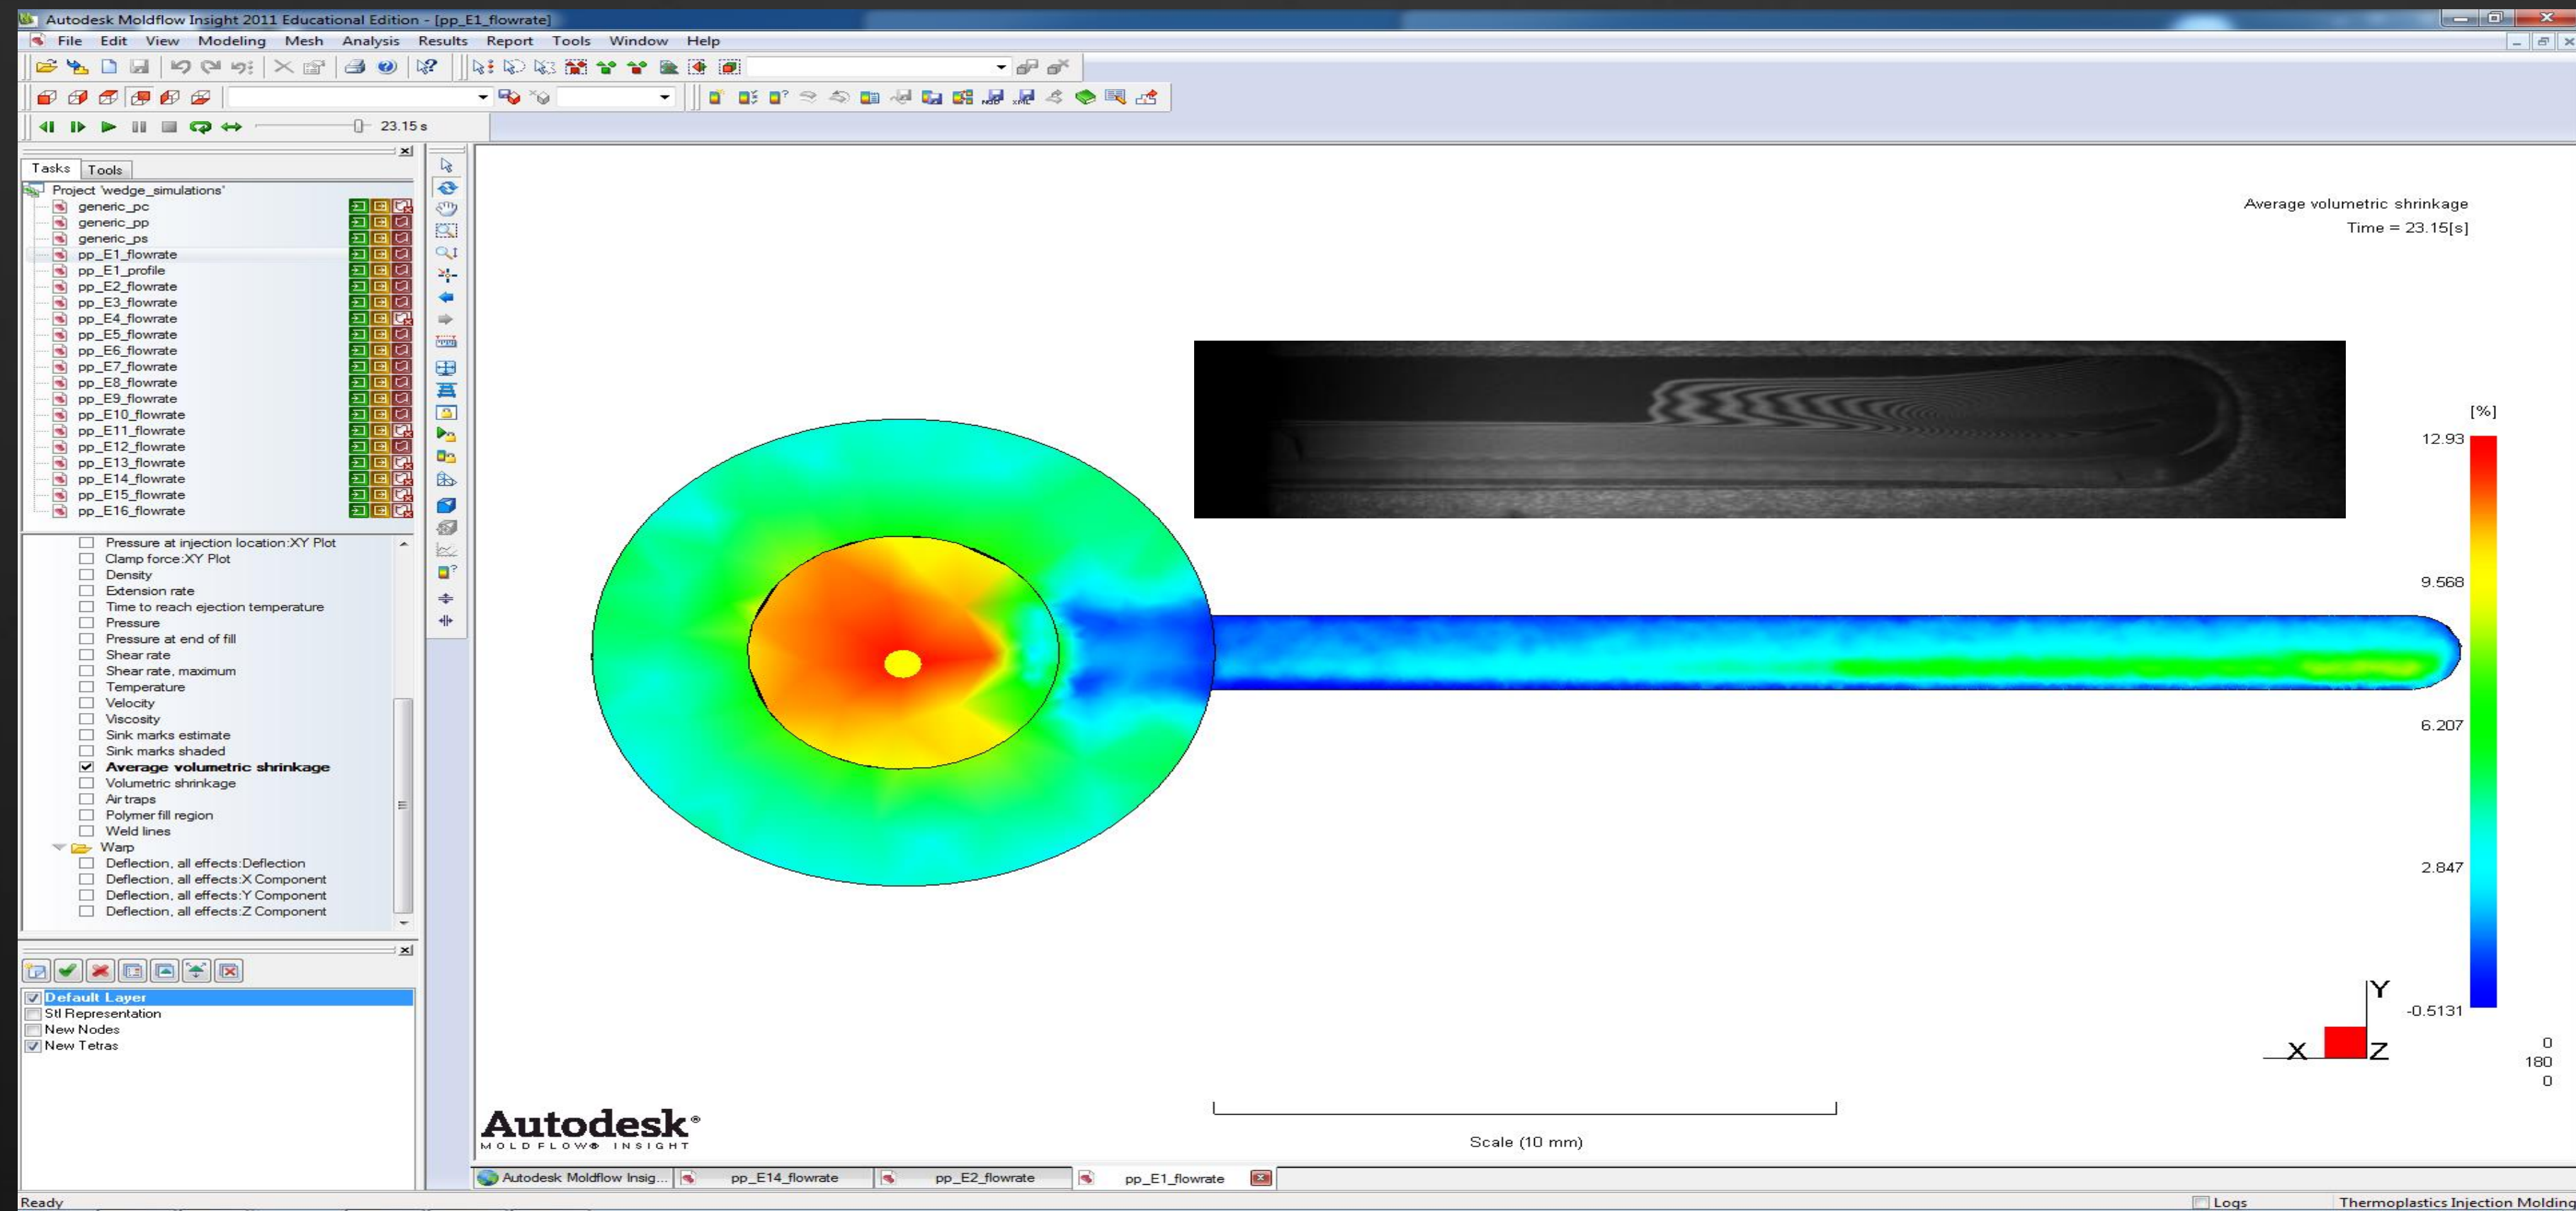 Autodesk Moldflow Insight 2011 Educational Edition - [pp_E1_flowrate]
File Edit View Modeling Mesh Analysis Results Report Tools Window Help
23.15 s
Tasks Tools
Project 'wedge_simulations'
generic_pc
generic_pp
generic_ps
pp_E1_flowrate
pp_E1_profile
pp_E2_flowrate
pp_E3_flowrate
pp_E4_flowrate
pp_E5_flowrate
pp_E6_flowrate
pp_E7_flowrate
pp_E8_flowrate
pp_E9_flowrate
pp_E10_flowrate
pp_E11_flowrate
pp_E12_flowrate
pp_E13_flowrate
pp_E14_flowrate
pp_E15_flowrate
pp_E16_flowrate
Pressure at injection location:XY Plot
Clamp force:XY Plot
Density
Extension rate
Time to reach ejection temperature
Pressure
Pressure at end of fill
Shear rate
Shear rate, maximum
Temperature
Velocity
Viscosity
Sink marks estimate
Sink marks shaded
Average volumetric shrinkage
Volumetric shrinkage
Air traps
Polymer fill region
Weld lines
Warp
Deflection, all effects:Deflection
Deflection, all effects:X Component
Deflection, all effects:Y Component
Deflection, all effects:Z Component
Default Layer
Stl Representation
New Nodes
New Tetras
Average volumetric shrinkage
Time = 23.15[s]
[%]
12.93
9.568
6.207
2.847
-0.5131
Y
X Z
0
180
0
Scale (10 mm)
Autodesk®
MOLDFLOW® INSIGHT
Autodesk Moldflow Insig... pp_E14_flowrate pp_E2_flowrate pp_E1_flowrate
Ready Logs Thermoplastics Injection Molding